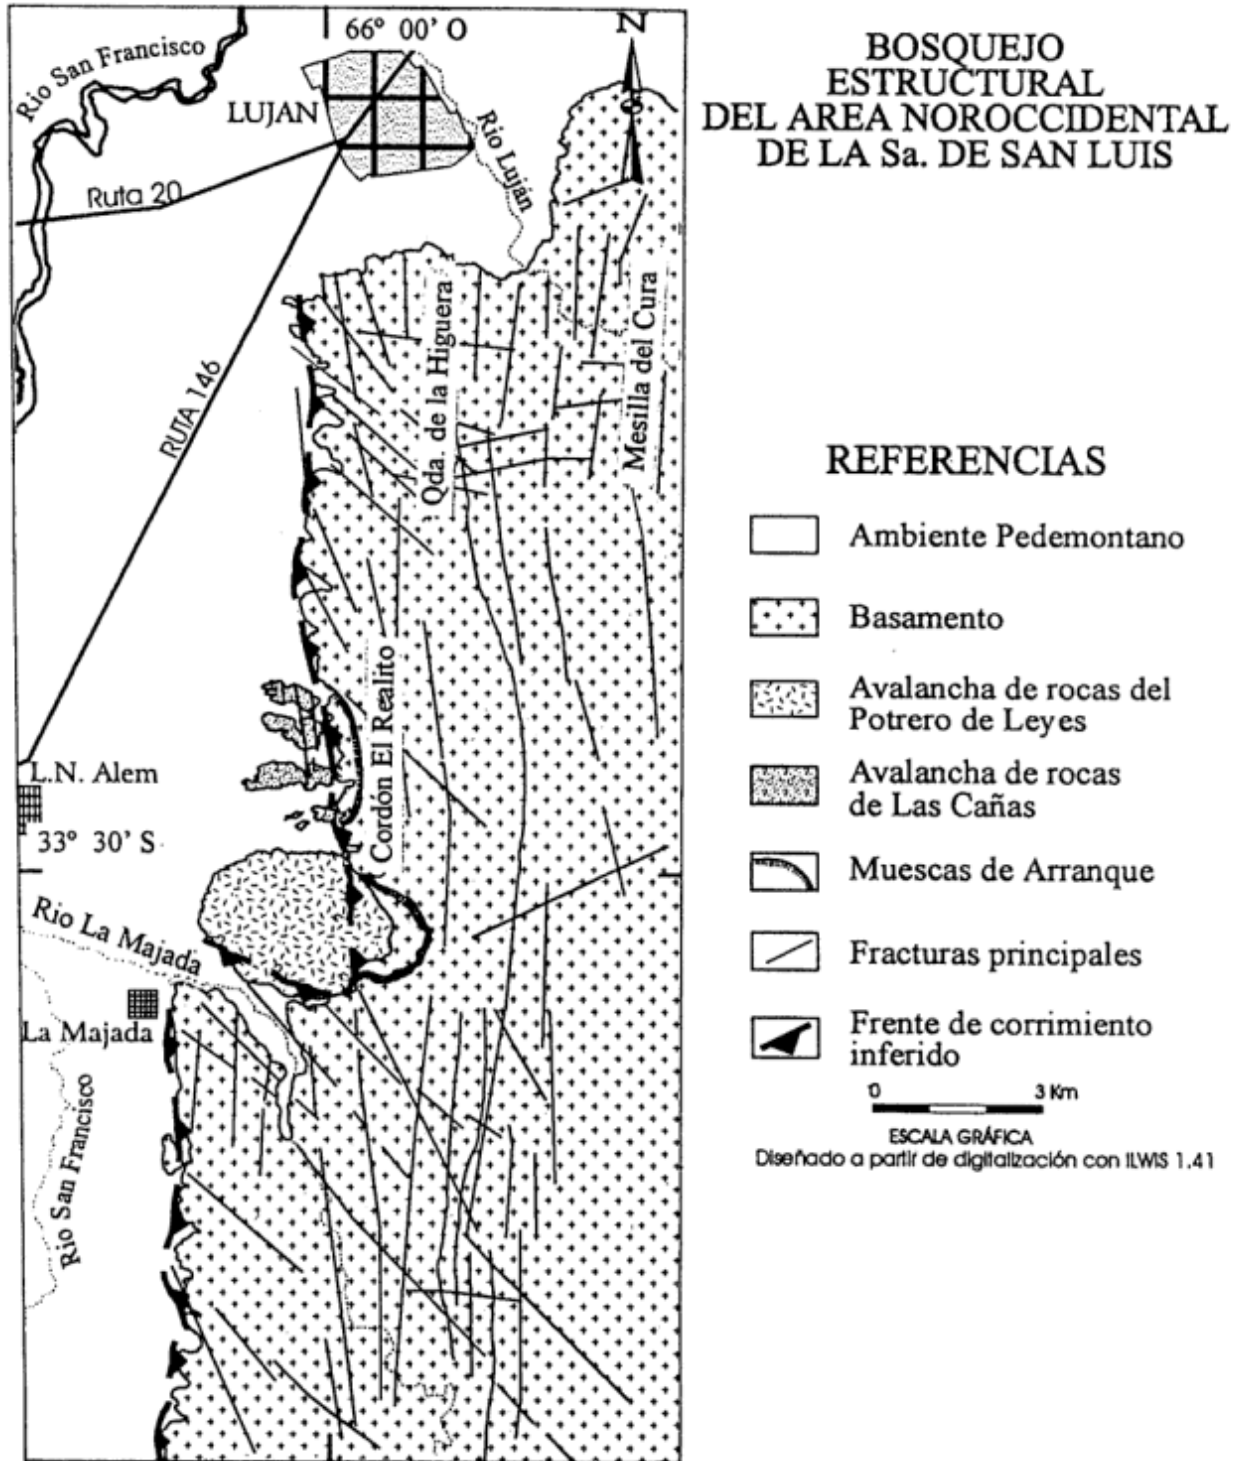 BOSQUEJO
ESTRUCTURAL
DEL AREA NOROCCIDENTAL
DE LA Sa. DE SAN LUIS
66° 00' O
N
Rio San Francisco
LUJAN
Rio Luján
Ruta 20
RUTA 146
Qda. de la Higuera
Mesilla del Cura
Cordón El Realito
L.N. Alem
33° 30' S
Rio La Majada
La Majada
Rio San Francisco
REFERENCIAS
Ambiente Pedemontano
Basamento
Avalancha de rocas del
Potrero de Leyes
Avalancha de rocas
de Las Cañas
Muescas de Arranque
Fracturas principales
Frente de corrimiento
inferido
0 3 Km
ESCALA GRÁFICA
Diseñado a partir de digitalización con ILWIS 1.41